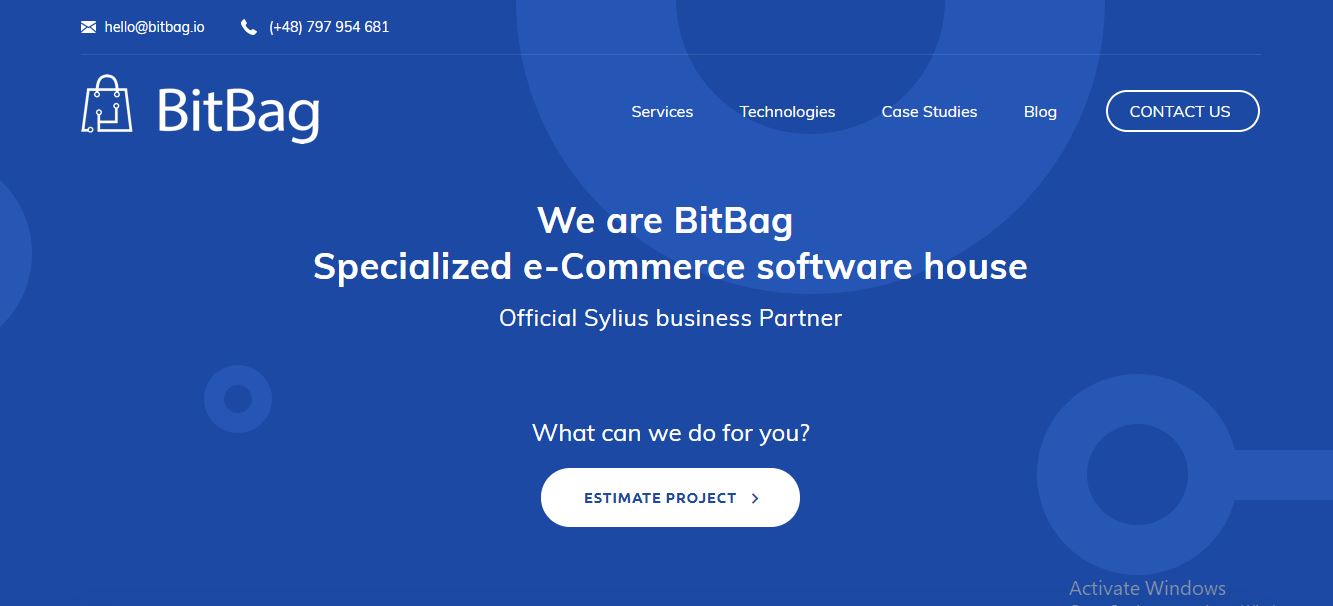 hello@bitbag.io (+48) 797 954 681
BitBag
Services Technologies Case Studies Blog CONTACT US
We are BitBag
Specialized e-Commerce software house
Official Sylius business Partner
What can we do for you?
ESTIMATE PROJECT
Activate Windows